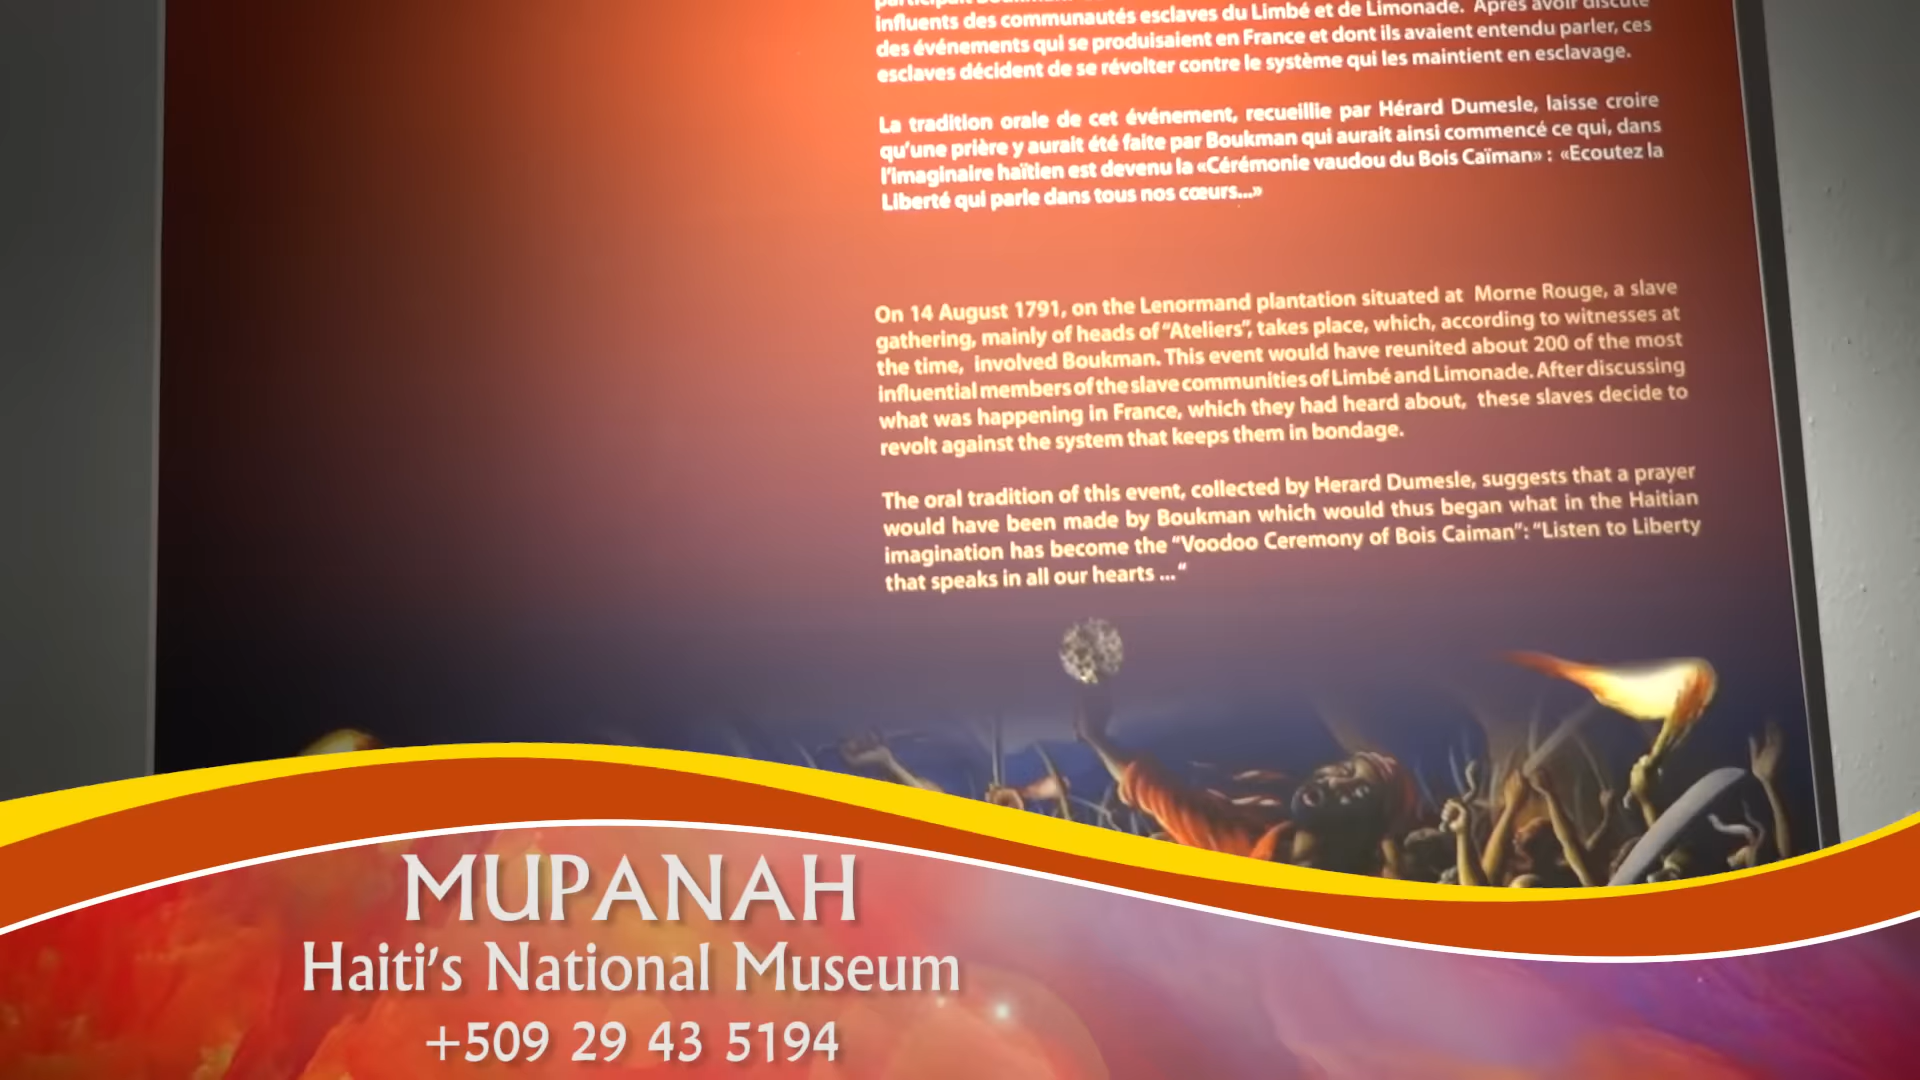 influents des communautés esclaves du Limbé et de Limonade. Après avoir discuté
des événements qui se produisaient en France et dont ils avaient entendu parler, ces
esclaves décident de se révolter contre le système qui les maintient en esclavage.
La tradition orale de cet événement, recueillie par Hérard Dumesle, laisse croire
qu'une prière y aurait été faite par Boukman qui aurait ainsi commencé ce qui, dans
l'imaginaire haïtien est devenu la «Cérémonie vaudou du Bois Caïman» : «Ecoutez la
Liberté qui parle dans tous nos cœurs...»
On 14 August 1791, on the Lenormand plantation situated at Morne Rouge, a slave
gathering, mainly of heads of "Ateliers", takes place, which, according to witnesses at
the time, involved Boukman. This event would have reunited about 200 of the most
influential members of the slave communities of Limbé and Limonade. After discussing
what was happening in France, which they had heard about, these slaves decide to
revolt against the system that keeps them in bondage.
The oral tradition of this event, collected by Herard Dumesle, suggests that a prayer
would have been made by Boukman which would thus began what in the Haitian
imagination has become the "Voodoo Ceremony of Bois Caiman": "Listen to Liberty
that speaks in all our hearts ..."
MUPANAH
Haiti's National Museum
+509 29 43 5194